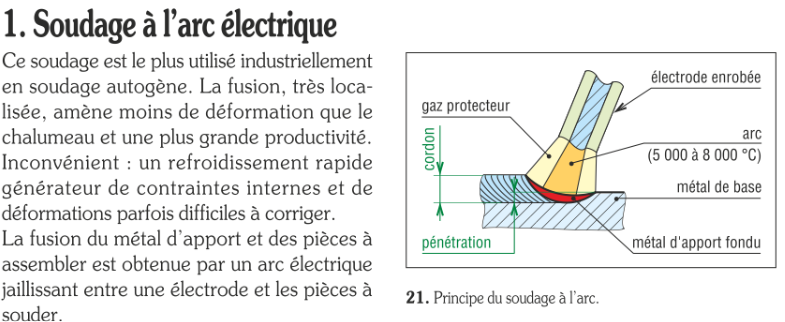 1. Soudage à l'arc électrique
Ce soudage est le plus utilisé industriellement
en soudage autogène. La fusion, très loca-
lisée, amène moins de déformation que le
chalumeau et une plus grande productivité.
Inconvénient : un refroidissement rapide
générateur de contraintes internes et de
déformations parfois difficiles à corriger.
La fusion du métal d'apport et des pièces à
assembler est obtenue par un arc électrique
jaillissant entre une électrode et les pièces à
souder.
électrode enrobée
gaz protecteur
arc
(5 000 à 8 000 °C)
cordon
métal de base
pénétration
métal d'apport fondu
21. Principe du soudage à l'arc.